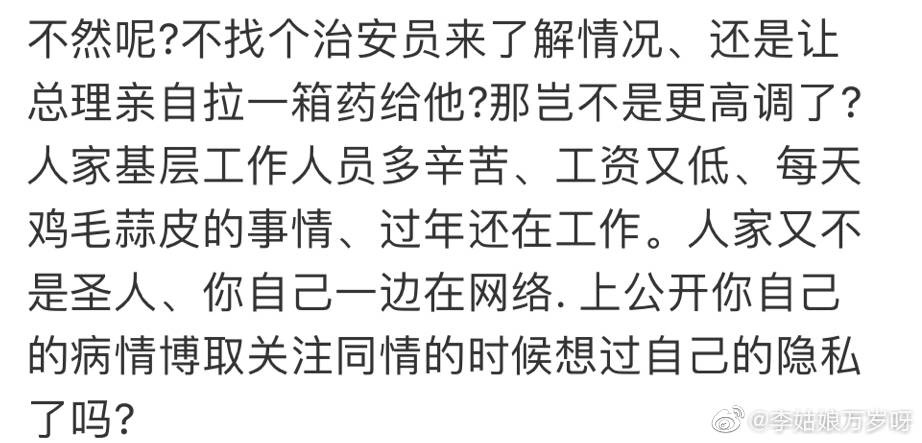 不然呢?不找个治安员来了解情况、还是让
总理亲自拉一箱药给他?那岂不是更高调了?
人家基层工作人员多辛苦、工资又低、每天
鸡毛蒜皮的事情、过年还在工作。人家又不
是圣人、你自己一边在网络. 上公开你自己
的病情博取关注同情的时候想过自己的隐私
了吗?
@李姑娘万岁呀